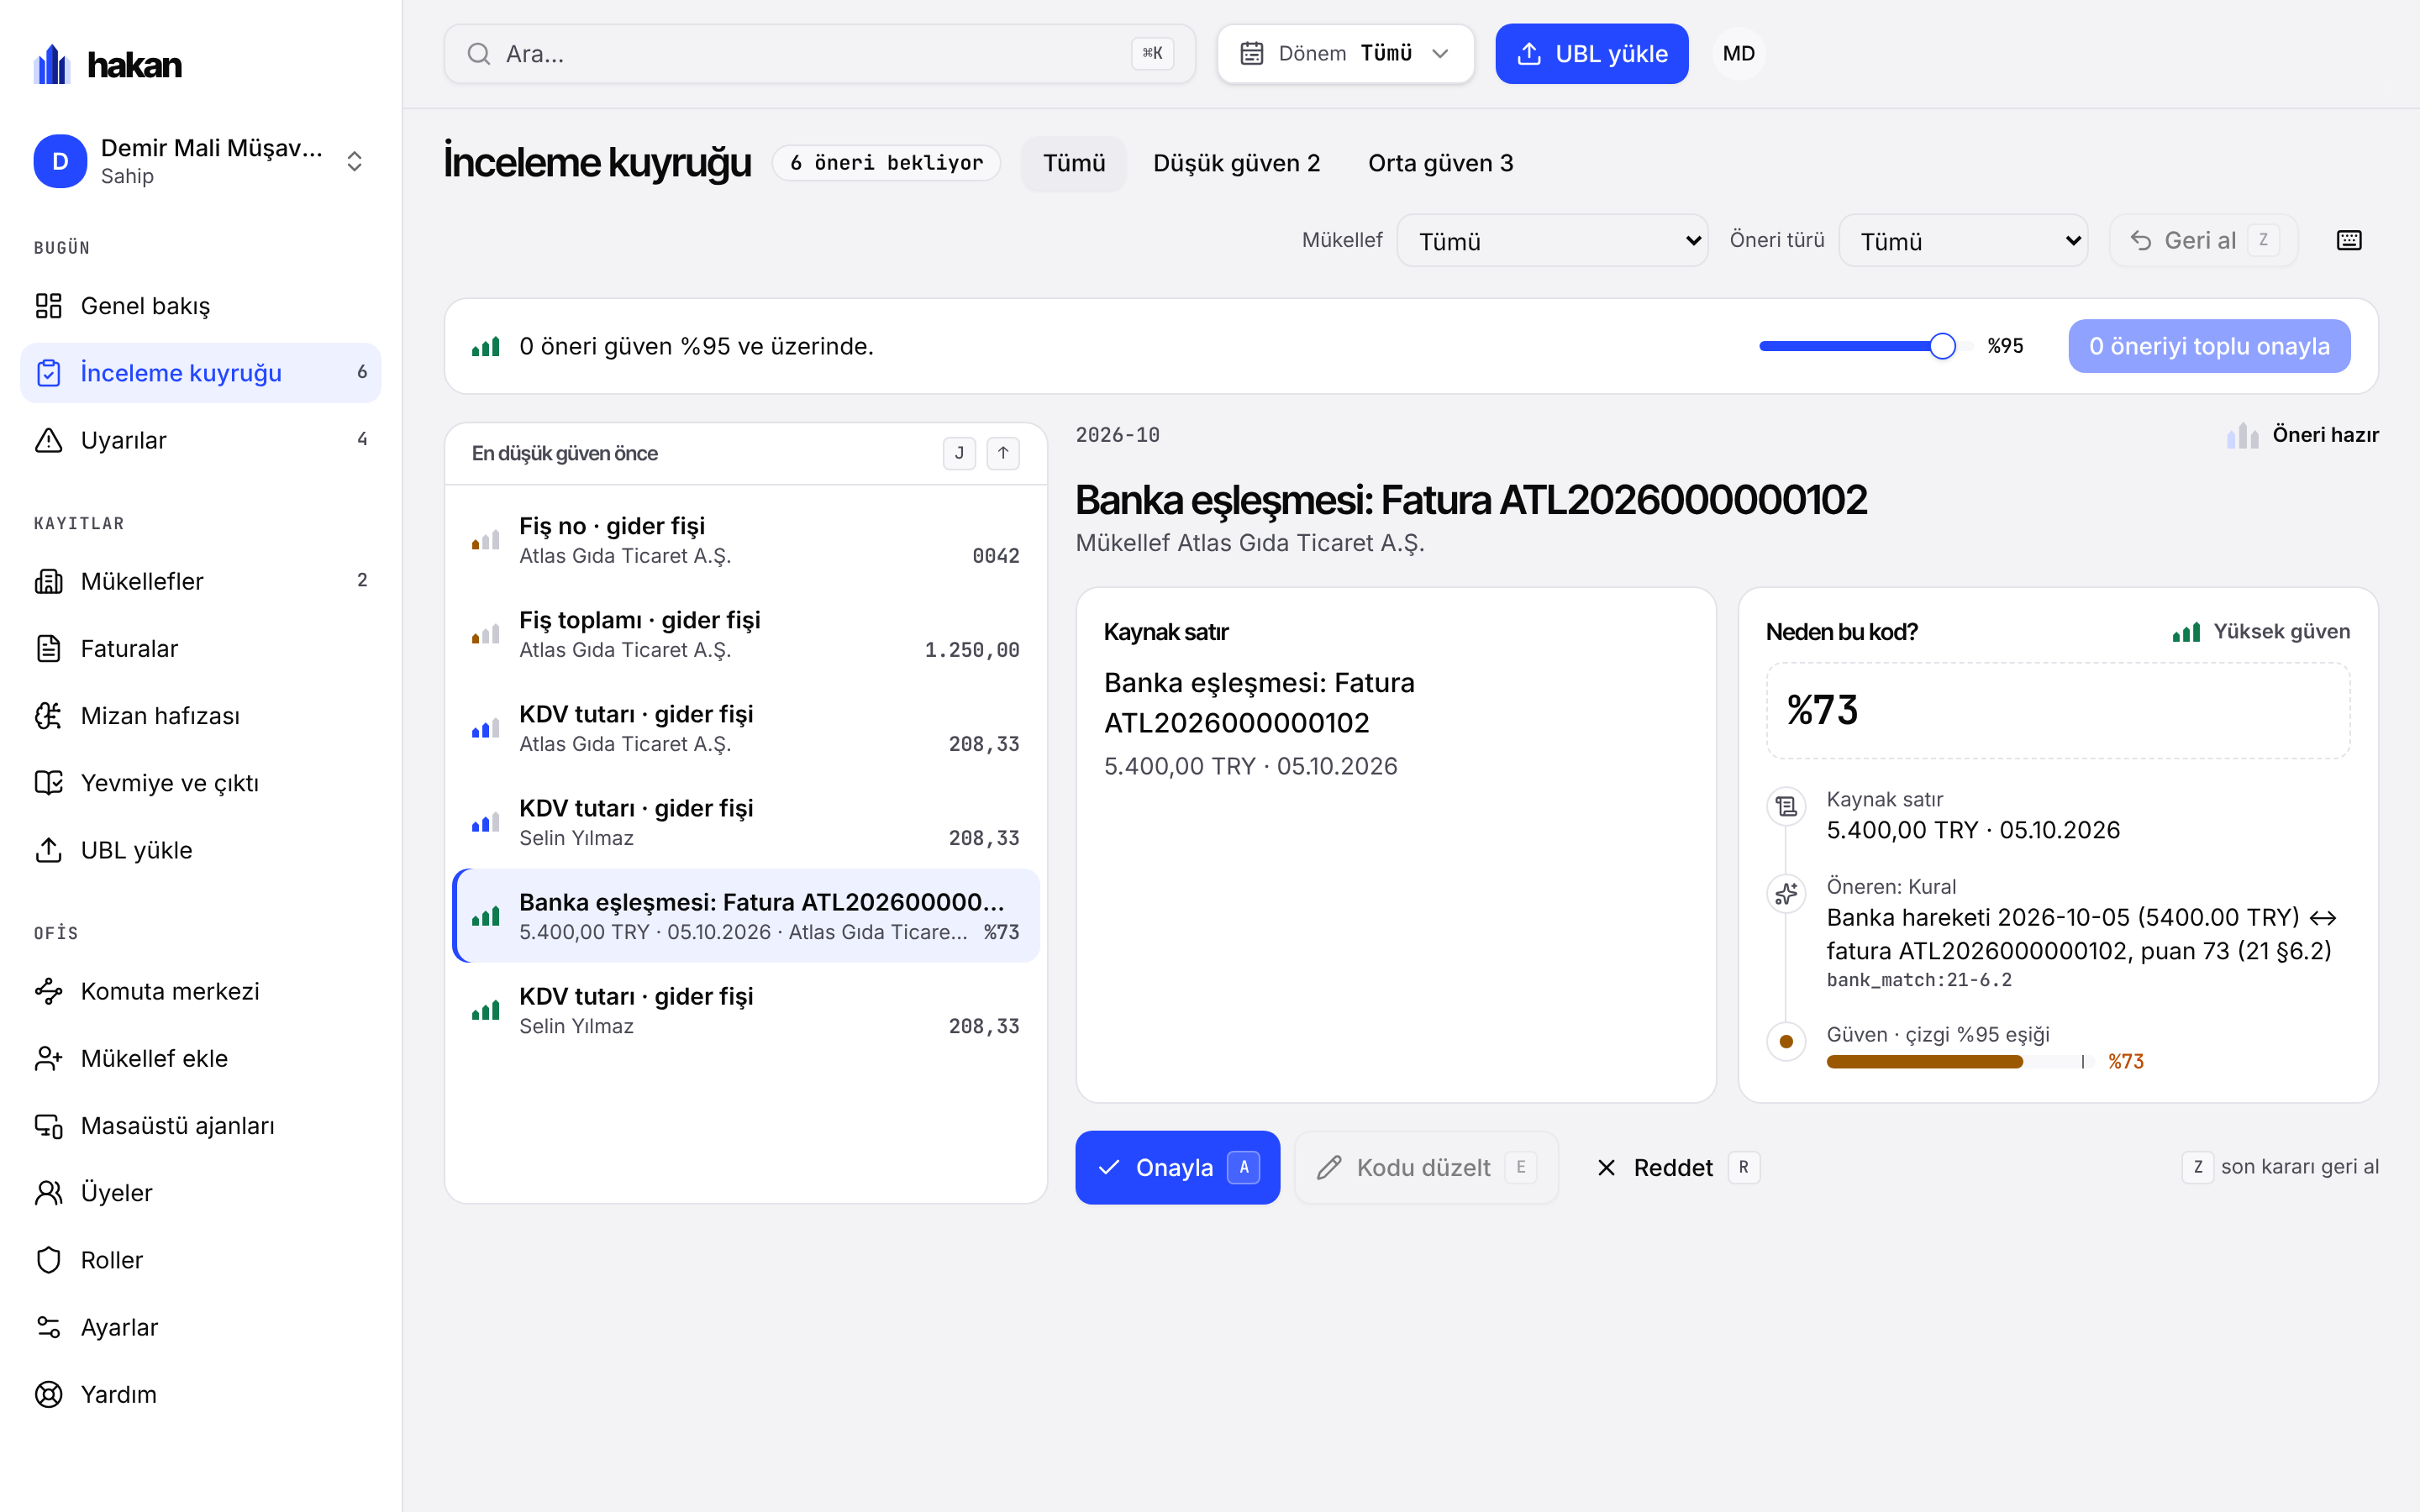 hakan
Demir Mali Müşav...
D
Sahip
BUGÜN
Genel bakış
İnceleme kuyruğu 6
Uyarılar 4
KAYITLAR
Mükellefler 2
Faturalar
Mizan hafızası
Yevmiye ve çıktı
UBL yükle
OFİS
Komuta merkezi
Mükellef ekle
Masaüstü ajanları
Üyeler
Roller
Ayarlar
Yardım
Ara... ⌘K
Dönem Tümü
UBL yükle
MD
İnceleme kuyruğu
6 öneri bekliyor
Tümü
Düşük güven 2
Orta güven 3
Mükellef Tümü
Öneri türü Tümü
Geri al Z
0 öneri güven %95 ve üzerinde.
%95
0 öneriyi toplu onayla
En düşük güven önce J ↑
Fiş no · gider fişi
Atlas Gıda Ticaret A.Ş. 0042
Fiş toplamı · gider fişi
Atlas Gıda Ticaret A.Ş. 1.250,00
KDV tutarı · gider fişi
Atlas Gıda Ticaret A.Ş. 208,33
KDV tutarı · gider fişi
Selin Yılmaz 208,33
Banka eşleşmesi: Fatura ATL202600000...
5.400,00 TRY · 05.10.2026 · Atlas Gıda Ticare... %73
KDV tutarı · gider fişi
Selin Yılmaz 208,33
2026-10
Öneri hazır
Banka eşleşmesi: Fatura ATL2026000000102
Mükellef Atlas Gıda Ticaret A.Ş.
Kaynak satır
Banka eşleşmesi: Fatura
ATL2026000000102
5.400,00 TRY · 05.10.2026
Neden bu kod?
Yüksek güven
%73
Kaynak satır
5.400,00 TRY · 05.10.2026
Öneren: Kural
Banka hareketi 2026-10-05 (5400.00 TRY) ↔
fatura ATL2026000000102, puan 73 (21 §6.2)
bank_match:21-6.2
Güven · çizgi %95 eşiği
%73
Onayla A
Kodu düzelt E
Reddet R
Z son kararı geri al